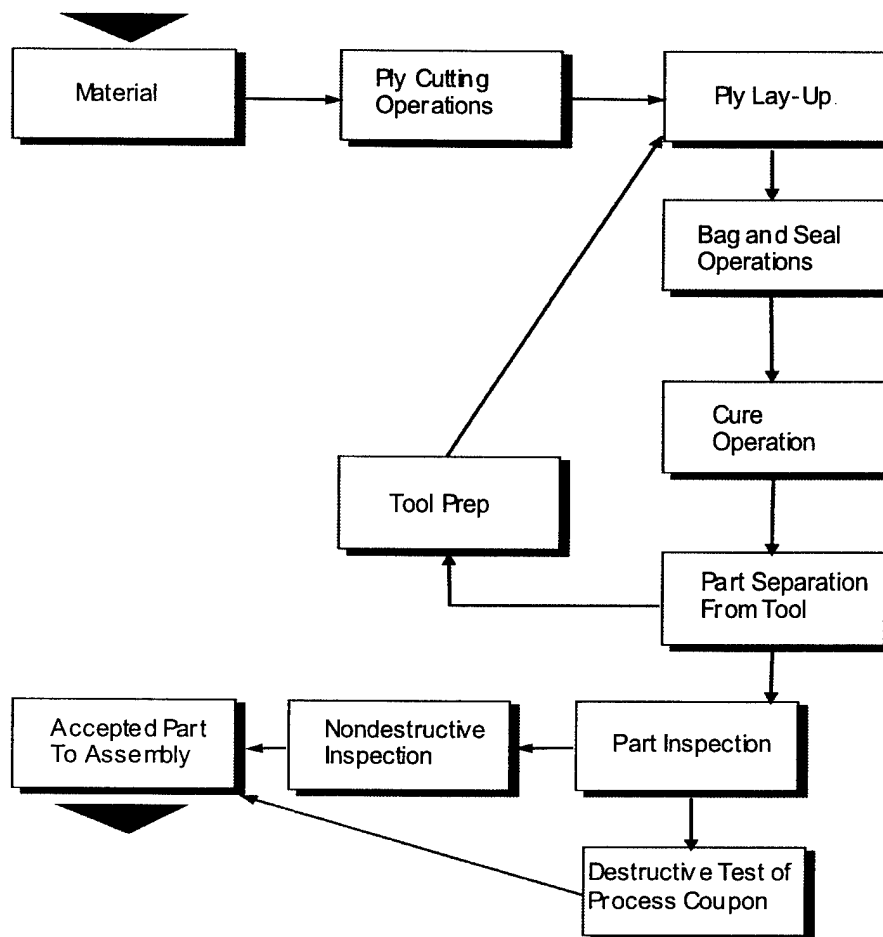 Material
Ply Cutting
Operations
Ply Lay-Up
Bag and Seal
Operations
Cure
Operation
Tool Prep
Part Separation
From Tool
Accepted Part
To Assembly
Nondestructive
Inspection
Part Inspection
Destructive Test of
Process Coupon